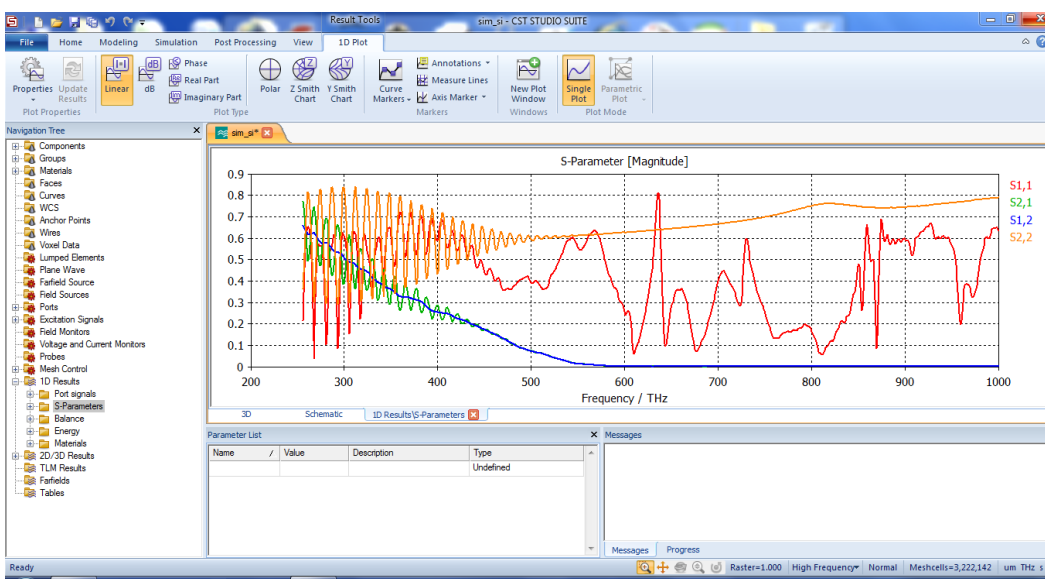 Result Tools
sim_si - CST STUDIO SUITE
File Home Modeling Simulation Post Processing View 1D Plot
Properties
Update Results
Linear
dB
dB
Phase
Real Part
Imaginary Part
Polar
Z Smith Chart
Y Smith Chart
Curve Markers
Annotations
Measure Lines
Axis Marker
New Plot Window
Single Plot
Parametric Plot
Plot Properties
Plot Type
Markers
Windows
Plot Mode
Navigation Tree
Components
Groups
Materials
Faces
Curves
WCS
Anchor Points
Wires
Voxel Data
Lumped Elements
Plane Wave
Farfield Source
Field Sources
Ports
Excitation Signals
Field Monitors
Voltage and Current Monitors
Probes
Mesh Control
1D Results
Port signals
S-Parameters
Balance
Energy
Materials
2D/3D Results
TLM Results
Farfields
Tables
sim_si*
S-Parameter [Magnitude]
0.9
0.8
0.7
0.6
0.5
0.4
0.3
0.2
0.1
0
200 300 400 500 600 700 800 900 1000
Frequency / THz
S1,1
S2,1
S1,2
S2,2
3D Schematic 1D Results\S-Parameters
Parameter List
Name / Value Description Type
Undefined
Messages
Messages Progress
Ready
Raster=1.000 High Frequency Normal Meshcells=3,222,142 um THz s